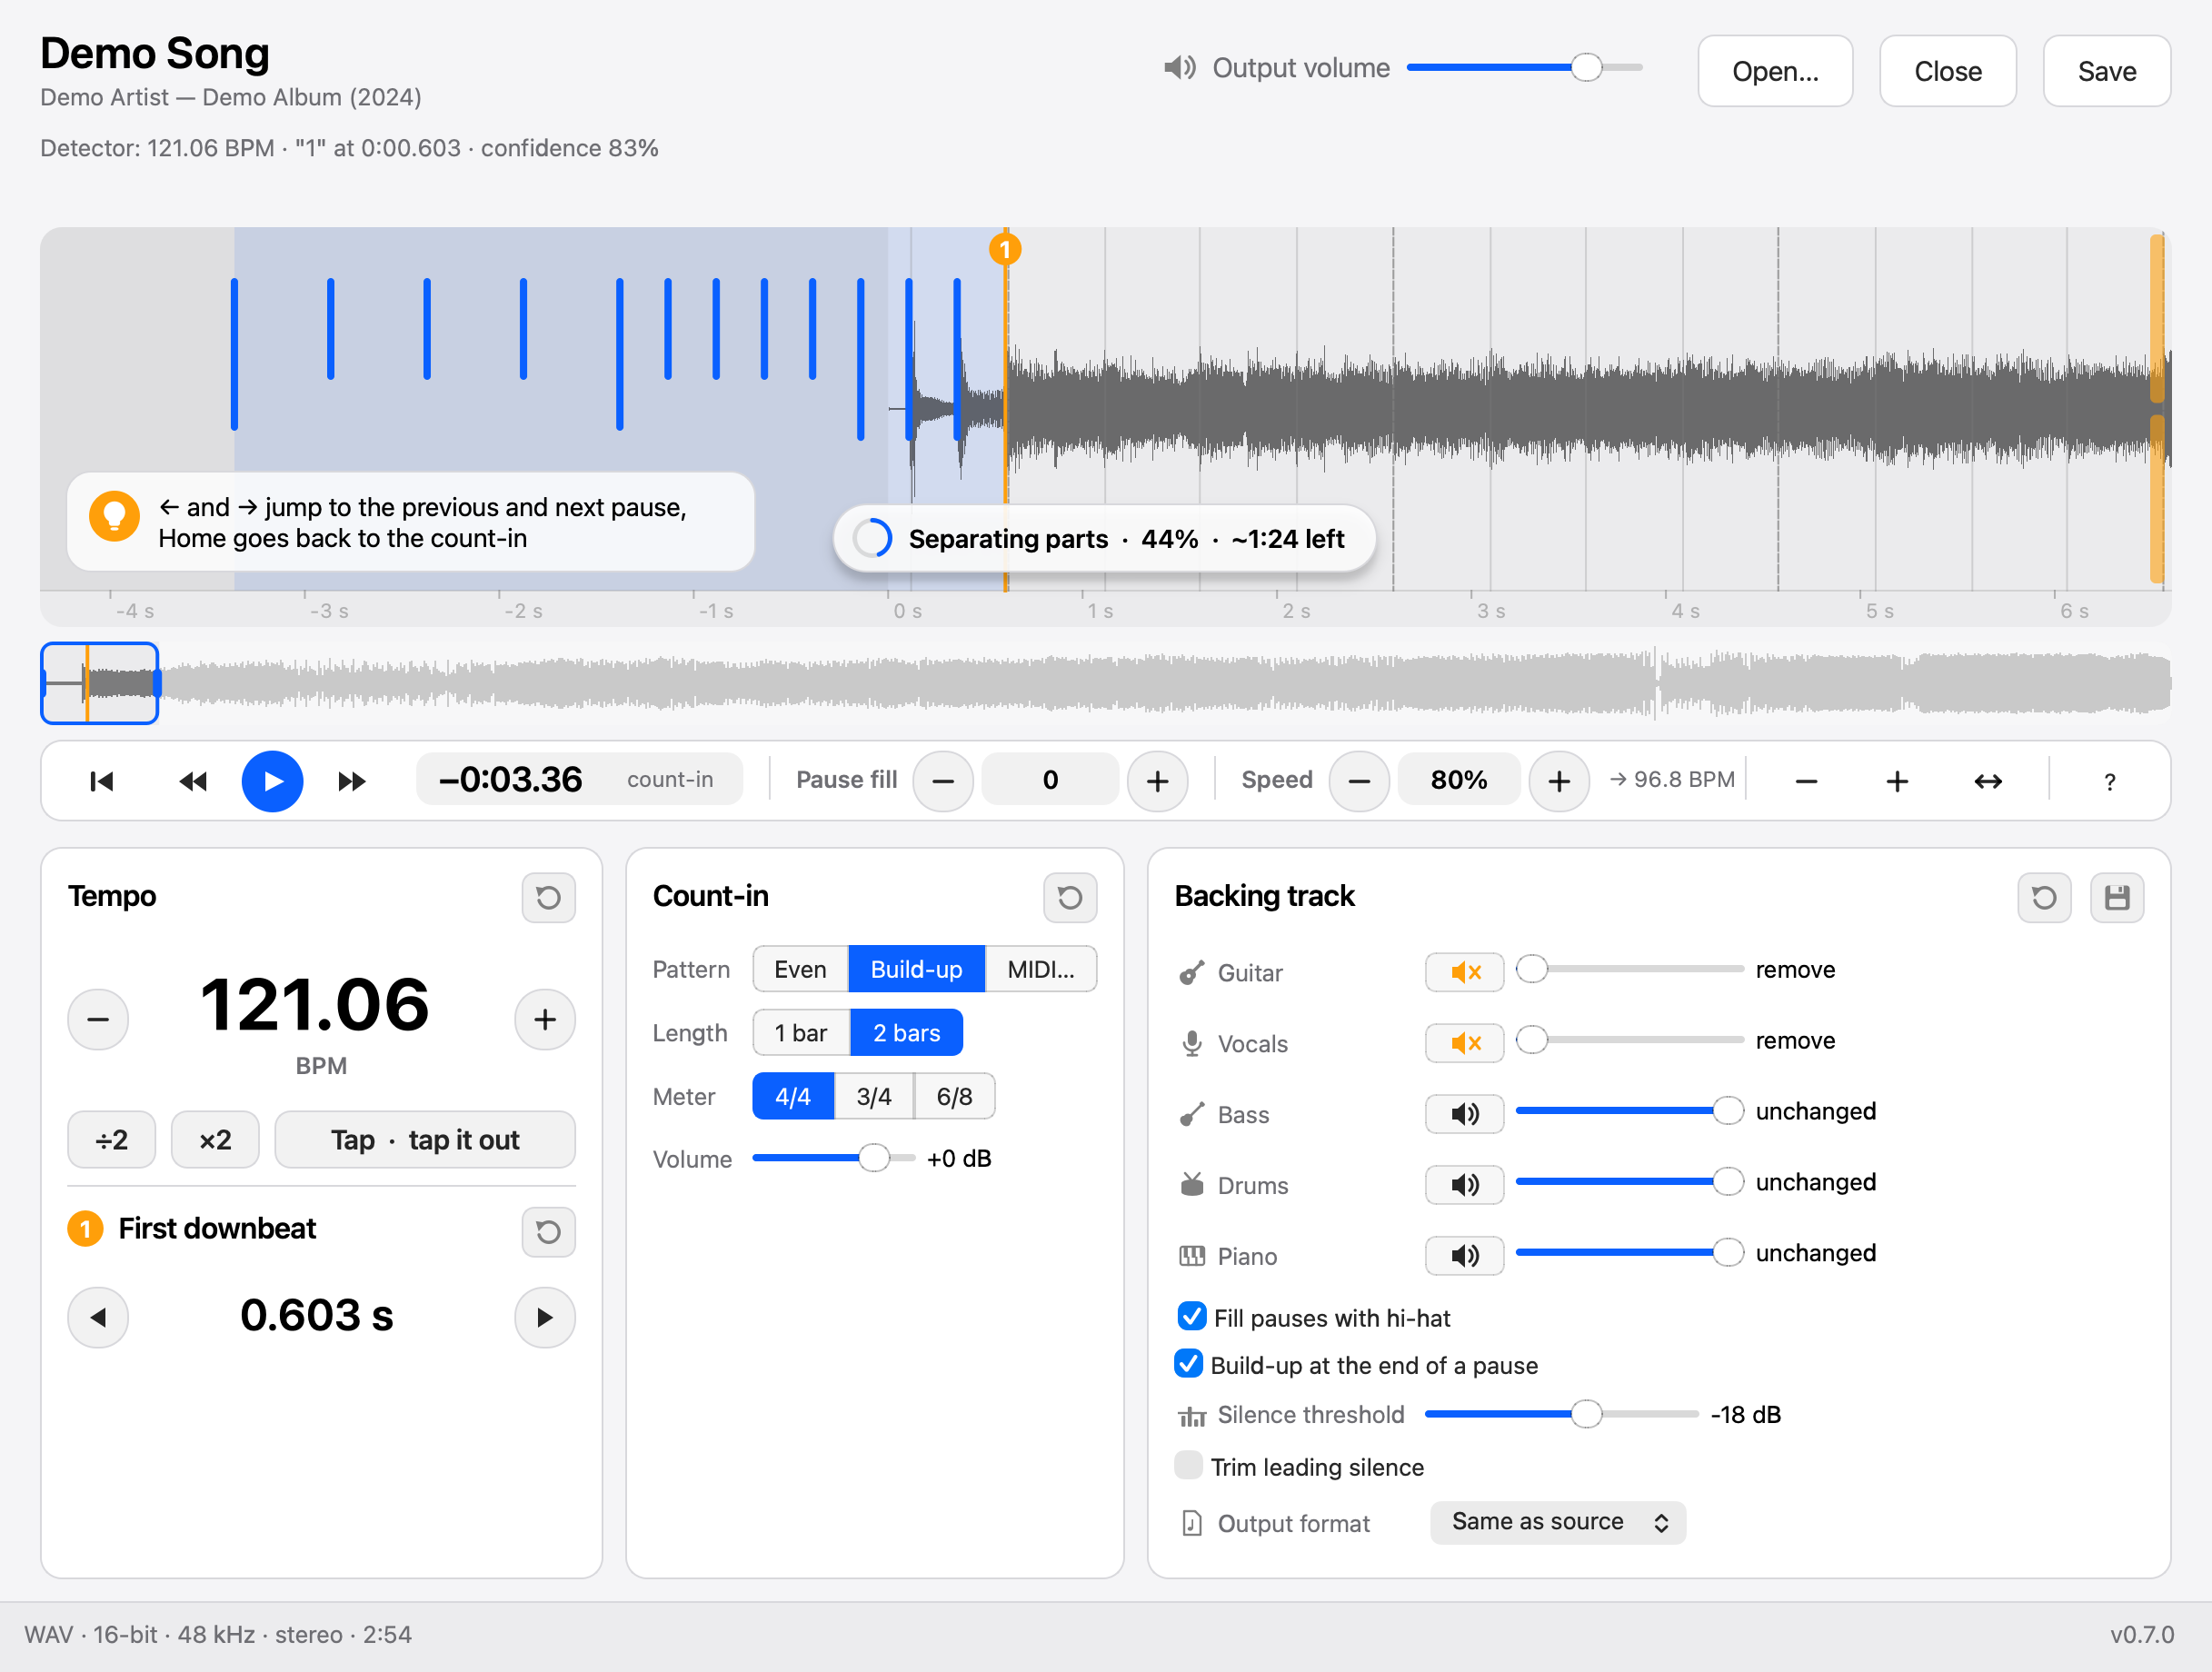 Demo Song
Demo Artist — Demo Album (2024)
Detector: 121.06 BPM · "1" at 0:00.603 · confidence 83%
Output volume
Open...
Close
Save
1
← and → jump to the previous and next pause,
Home goes back to the count-in
Separating parts · 44% · ~1:24 left
-4 s -3 s -2 s -1 s 0 s 1 s 2 s 3 s 4 s 5 s 6 s
−0:03.36 count-in
Pause fill − 0 +
Speed − 80% + → 96.8 BPM
− + ↔ ?
Tempo
− 121.06 +
BPM
÷2 ×2 Tap · tap it out
1 First downbeat
0.603 s
Count-in
Pattern Even Build-up MIDI...
Length 1 bar 2 bars
Meter 4/4 3/4 6/8
Volume +0 dB
Backing track
Guitar remove
Vocals remove
Bass unchanged
Drums unchanged
Piano unchanged
Fill pauses with hi-hat
Build-up at the end of a pause
Silence threshold -18 dB
Trim leading silence
Output format Same as source
WAV · 16-bit · 48 kHz · stereo · 2:54
v0.7.0